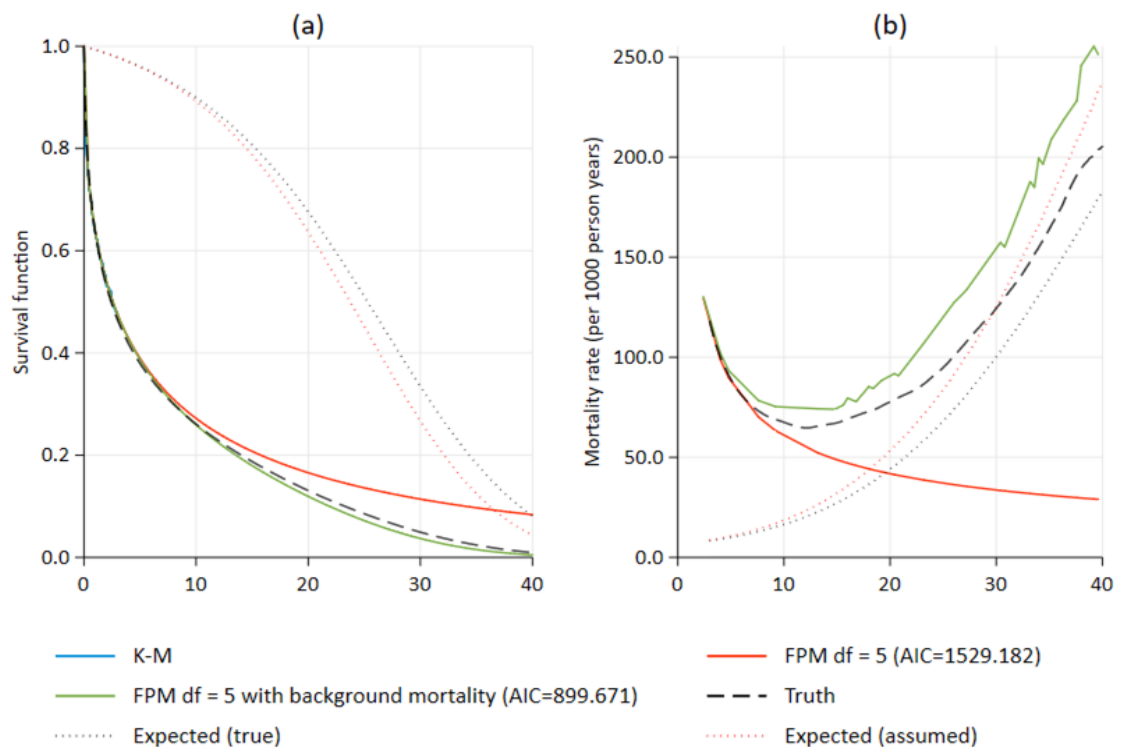 (a) (b)
1.0
0.8
0.6
0.4
0.2
0.0
Survival function
0 10 20 30 40
250.0
200.0
150.0
100.0
50.0
0.0
Mortality rate (per 1000 person years)
0 10 20 30 40
K-M
FPM df = 5 (AIC=1529.182)
FPM df = 5 with background mortality (AIC=899.671)
Truth
Expected (true)
Expected (assumed)